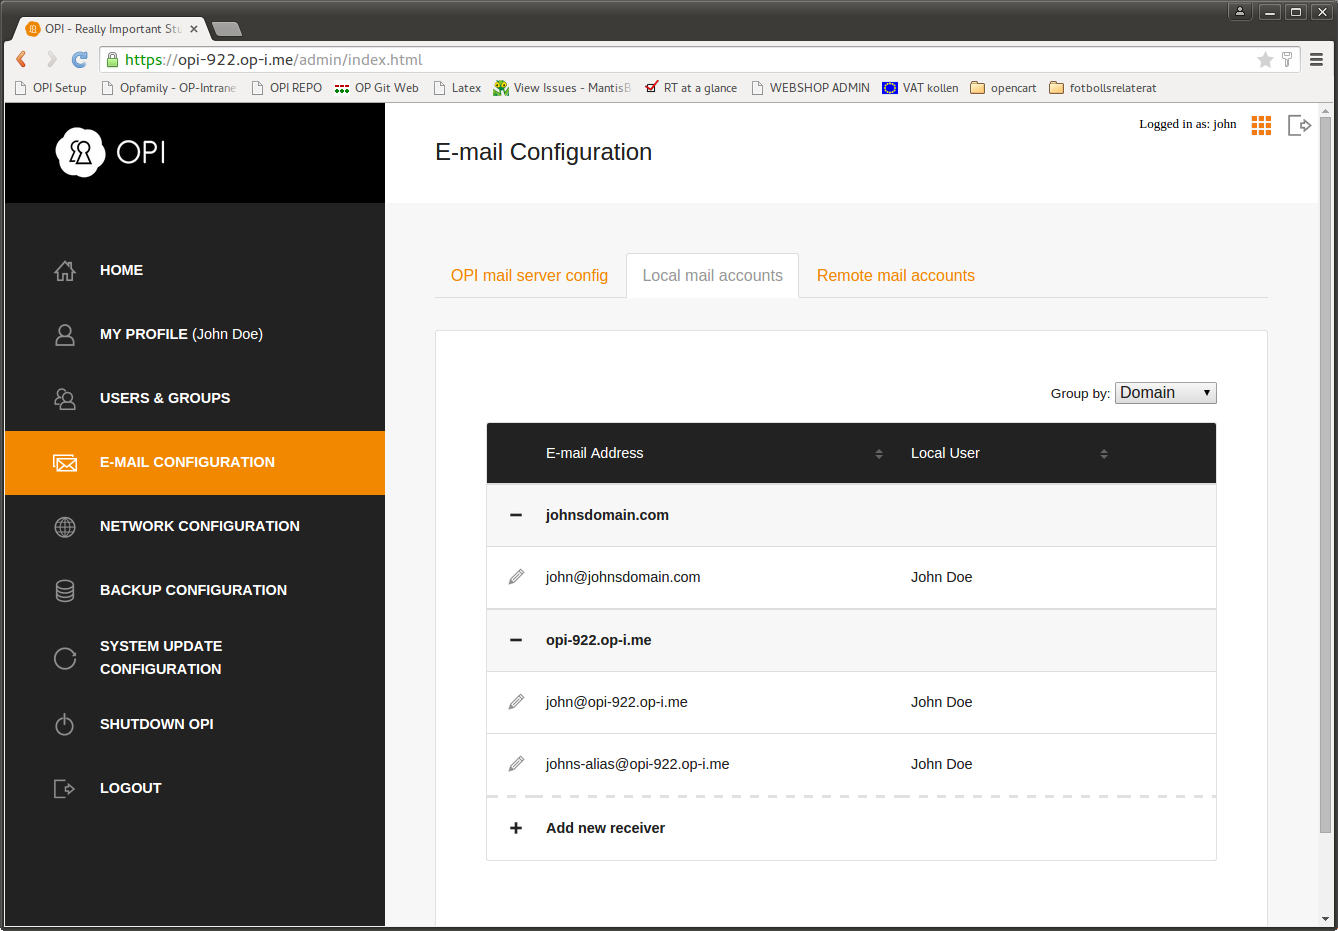 OPI - Really Important Stu
https://opi-922.op-i.me/admin/index.html
OPI Setup
Opfamily - OP-Intrane
OPI REPO
OP Git Web
Latex
View Issues - MantisB
RT at a glance
WEBSHOP ADMIN
VAT kollen
opencart
fotbollsrelaterat
OPI
Logged in as: john
E-mail Configuration
HOME
MY PROFILE (John Doe)
USERS & GROUPS
E-MAIL CONFIGURATION
NETWORK CONFIGURATION
BACKUP CONFIGURATION
SYSTEM UPDATE
CONFIGURATION
SHUTDOWN OPI
LOGOUT
OPI mail server config
Local mail accounts
Remote mail accounts
Group by: Domain
E-mail Address Local User
johnsdomain.com
john@johnsdomain.com John Doe
opi-922.op-i.me
john@opi-922.op-i.me John Doe
johns-alias@opi-922.op-i.me John Doe
Add new receiver